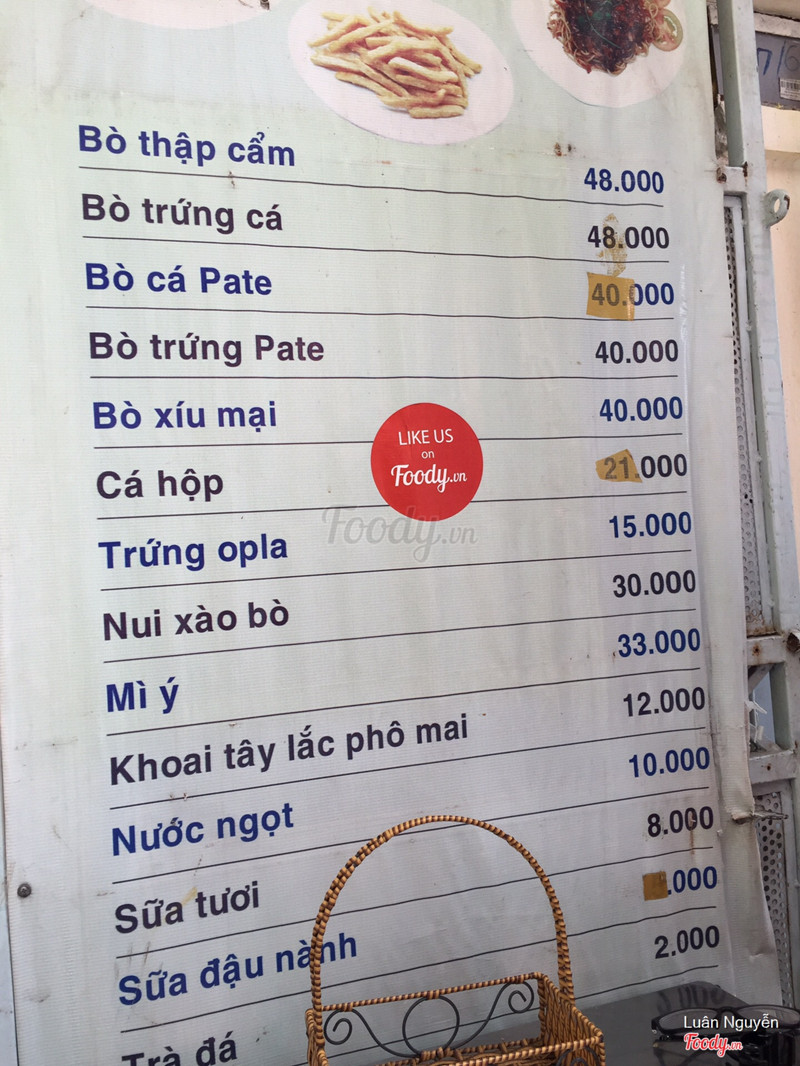 Bò thập cẩm 48.000
Bò trứng cá 48.000
Bò cá Pate 40.000
Bò trứng Pate 40.000
Bò xíu mại 40.000
LIKE US
on
Foody.vn
Cá hộp 21.000
Foody.vn
Trứng opla 15.000
Nui xào bò 30.000
Mì ý 33.000
Khoai tây lắc phô mai 12.000
Nước ngọt 10.000
Sữa tươi 8.000
Sữa đậu nành .000
Trà đá 2.000
Luân Nguyễn
Foody.vn